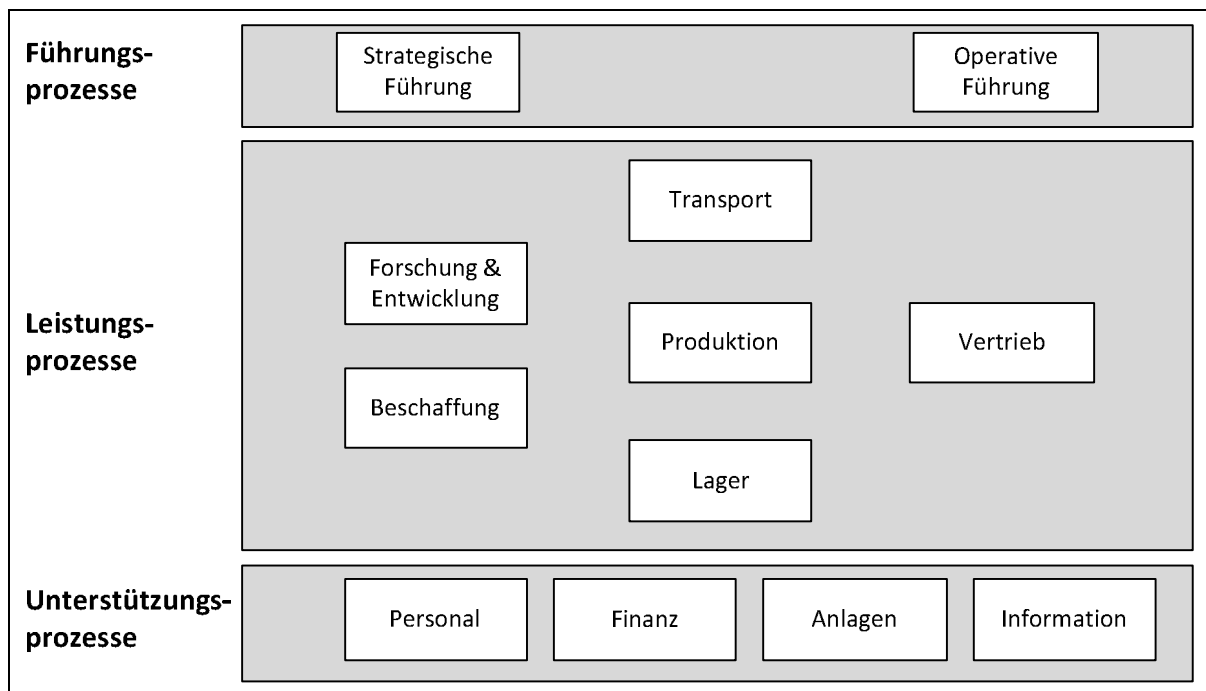 Führungs-
prozesse
Strategische
Führung
Operative
Führung
Leistungs-
prozesse
Transport
Forschung &
Entwicklung
Produktion
Vertrieb
Beschaffung
Lager
Unterstützungs-
prozesse
Personal
Finanz
Anlagen
Information